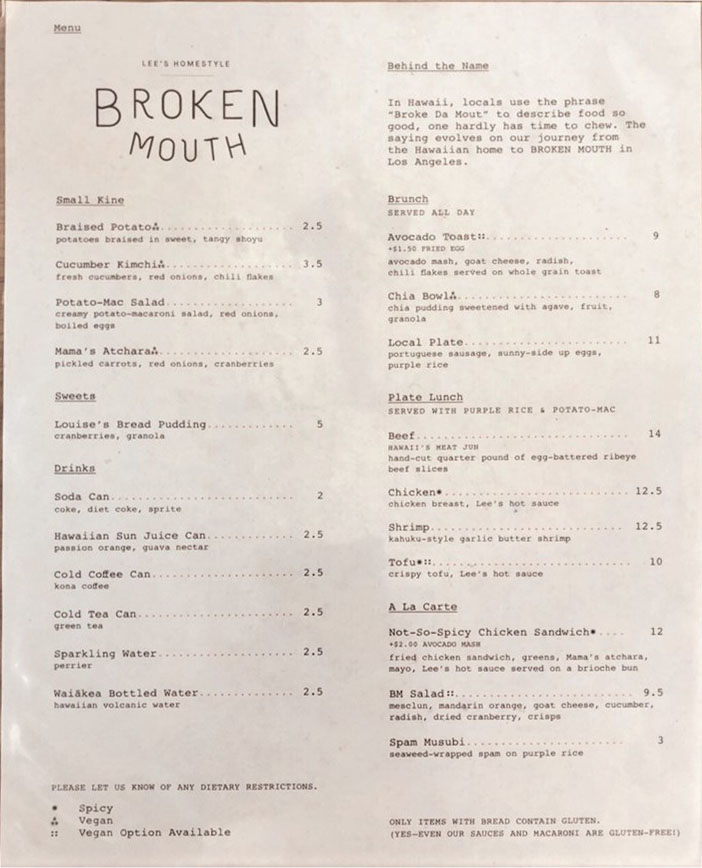 Menu
LEE'S HOMESTYLE
BROKEN
MOUTH
Small Kine
Braised Potato⁂.................. 2.5
potatoes braised in sweet, tangy shoyu
Cucumber Kimchi⁂................. 3.5
fresh cucumbers, red onions, chili flakes
Potato-Mac Salad................. 3
creamy potato-macaroni salad, red onions,
boiled eggs
Mama's Atchara⁂.................. 2.5
pickled carrots, red onions, cranberries
Sweets
Louise's Bread Pudding............ 5
cranberries, granola
Drinks
Soda Can......................... 2
coke, diet coke, sprite
Hawaiian Sun Juice Can............ 2.5
passion orange, guava nectar
Cold Coffee Can.................. 2.5
kona coffee
Cold Tea Can..................... 2.5
green tea
Sparkling Water.................. 2.5
perrier
Waiākea Bottled Water............. 2.5
hawaiian volcanic water
PLEASE LET US KNOW OF ANY DIETARY RESTRICTIONS.
* Spicy
⁂ Vegan
:: Vegan Option Available
Behind the Name
In Hawaii, locals use the phrase
"Broke Da Mout" to describe food so
good, one hardly has time to chew. The
saying evolves on our journey from
the Hawaiian home to BROKEN MOUTH in
Los Angeles.
Brunch
SERVED ALL DAY
Avocado Toast::................... 9
+$1.50 FRIED EGG
avocado mash, goat cheese, radish,
chili flakes served on whole grain toast
Chia Bowl⁂....................... 8
chia pudding sweetened with agave, fruit,
granola
Local Plate...................... 11
portuguese sausage, sunny-side up eggs,
purple rice
Plate Lunch
SERVED WITH PURPLE RICE & POTATO-MAC
Beef............................. 14
HAWAII'S MEAT JUN
hand-cut quarter pound of egg-battered ribeye
beef slices
Chicken*......................... 12.5
chicken breast, Lee's hot sauce
Shrimp........................... 12.5
kahuku-style garlic butter shrimp
Tofu*::.......................... 10
crispy tofu, Lee's hot sauce
A La Carte
Not-So-Spicy Chicken Sandwich*.... 12
+$2.00 AVOCADO MASH
fried chicken sandwich, greens, Mama's atchara,
mayo, Lee's hot sauce served on a brioche bun
BM Salad::....................... 9.5
mesclun, mandarin orange, goat cheese, cucumber,
radish, dried cranberry, crisps
Spam Musubi...................... 3
seaweed-wrapped spam on purple rice
ONLY ITEMS WITH BREAD CONTAIN GLUTEN.
(YES—EVEN OUR SAUCES AND MACARONI ARE GLUTEN-FREE!)